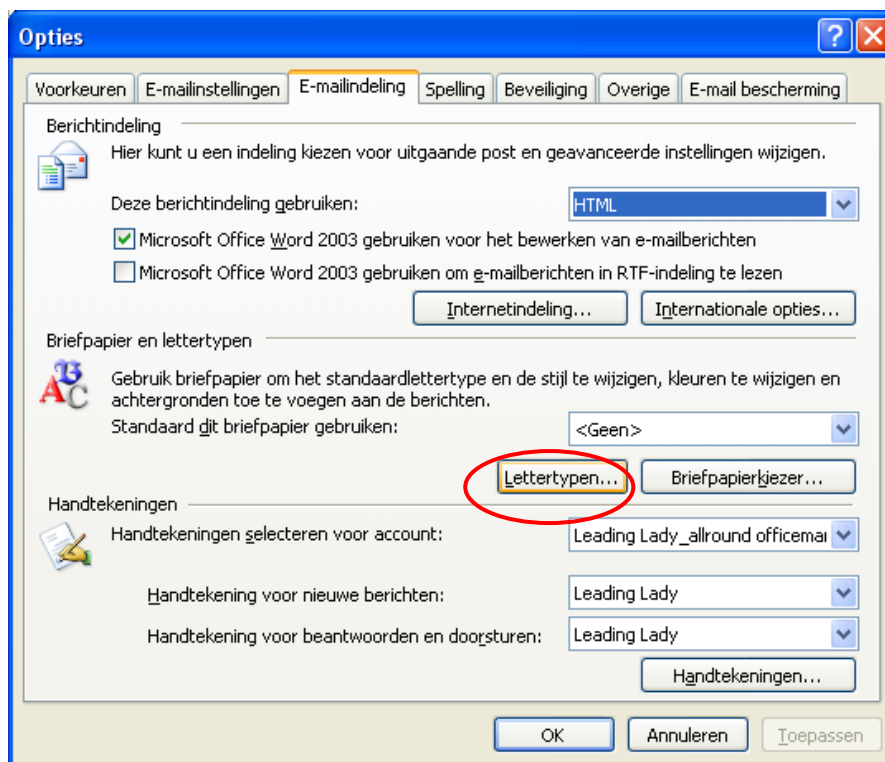 Opties
Voorkeuren E-mailinstellingen E-mailindeling Spelling Beveiliging Overige E-mail bescherming
Berichtindeling
Hier kunt u een indeling kiezen voor uitgaande post en geavanceerde instellingen wijzigen.
Deze berichtindeling gebruiken: HTML
Microsoft Office Word 2003 gebruiken voor het bewerken van e-mailberichten
Microsoft Office Word 2003 gebruiken om e-mailberichten in RTF-indeling te lezen
Internetindeling... Internationale opties...
Briefpapier en lettertypen
Gebruik briefpapier om het standaardlettertype en de stijl te wijzigen, kleuren te wijzigen en
achtergronden toe te voegen aan de berichten.
Standaard dit briefpapier gebruiken: <Geen>
Lettertypen... Briefpapierkiezer...
Handtekeningen
Handtekeningen selecteren voor account: Leading Lady_allround officemai
Handtekening voor nieuwe berichten: Leading Lady
Handtekening voor beantwoorden en doorsturen: Leading Lady
Handtekeningen...
OK Annuleren Toepassen